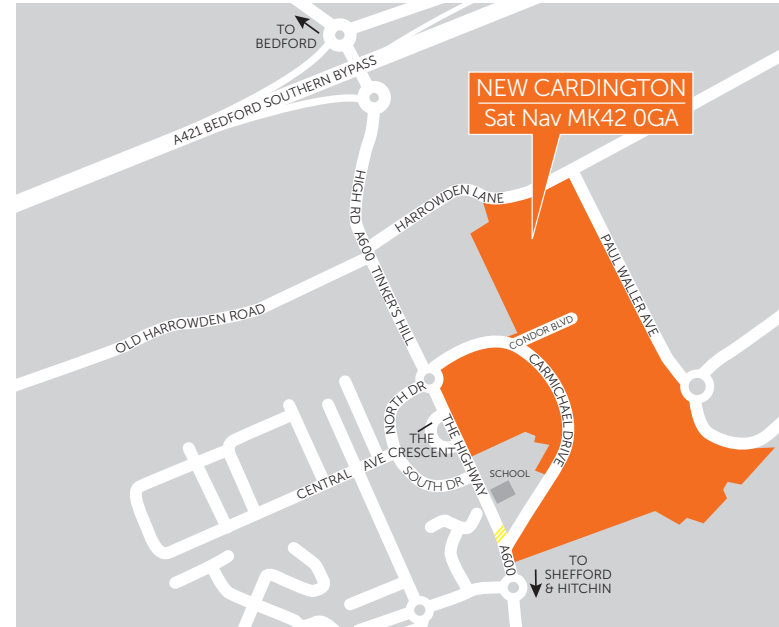 TO
BEDFORD
A421 BEDFORD SOUTHERN BYPASS
NEW CARDINGTON
Sat Nav MK42 0GA
HIGH RD A600 TINKER'S HILL
HARROWDEN LANE
PAUL WALLER AVE
OLD HARROWDEN ROAD
CONDOR BLVD
CARMICHAEL DRIVE
NORTH DR
THE
CRESCENT
THE HIGHWAY
CENTRAL AVE
SOUTH DR
SCHOOL
A600
TO
SHEFFORD
& HITCHIN